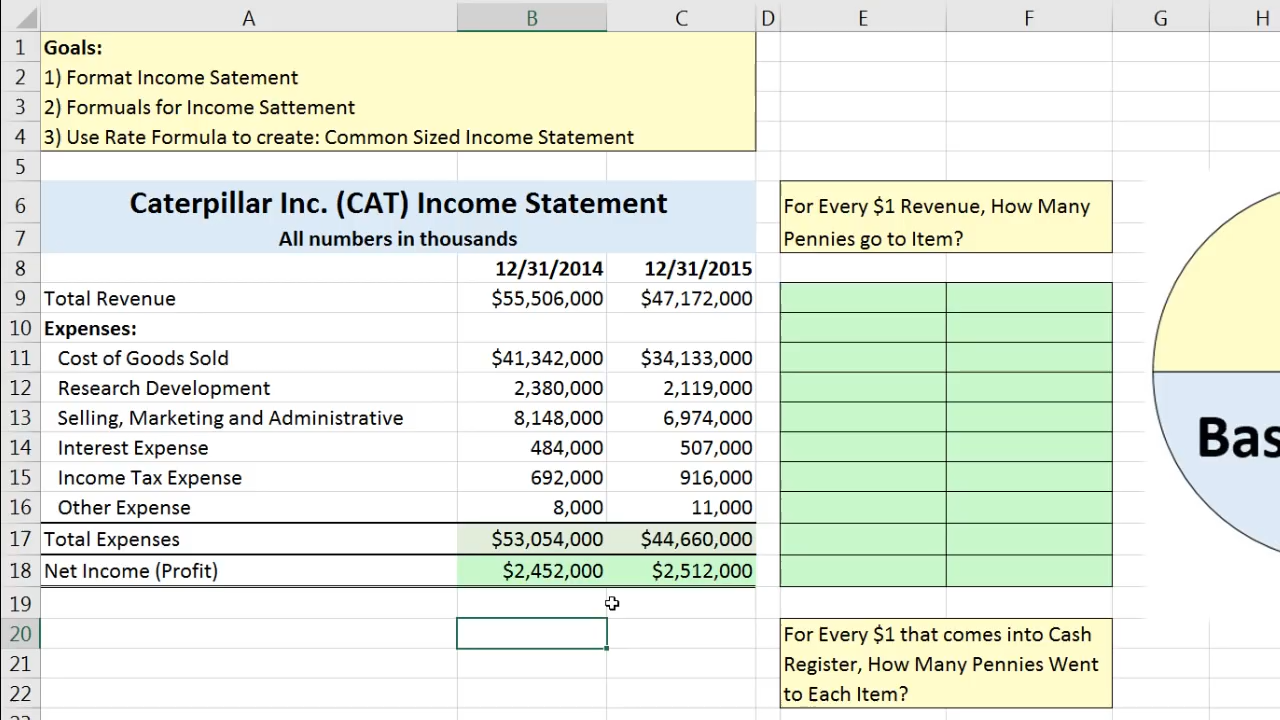 A B C D E F G H
1 Goals:
2 1) Format Income Satement
3 2) Formuals for Income Sattement
4 3) Use Rate Formula to create: Common Sized Income Statement
5
6 Caterpillar Inc. (CAT) Income Statement For Every $1 Revenue, How Many
7 All numbers in thousands Pennies go to Item?
8 12/31/2014 12/31/2015
9 Total Revenue $55,506,000 $47,172,000
10 Expenses:
11 Cost of Goods Sold $41,342,000 $34,133,000
12 Research Development 2,380,000 2,119,000
13 Selling, Marketing and Administrative 8,148,000 6,974,000
14 Interest Expense 484,000 507,000
15 Income Tax Expense 692,000 916,000
16 Other Expense 8,000 11,000
17 Total Expenses $53,054,000 $44,660,000
18 Net Income (Profit) $2,452,000 $2,512,000
19
20 For Every $1 that comes into Cash
21 Register, How Many Pennies Went
22 to Each Item?